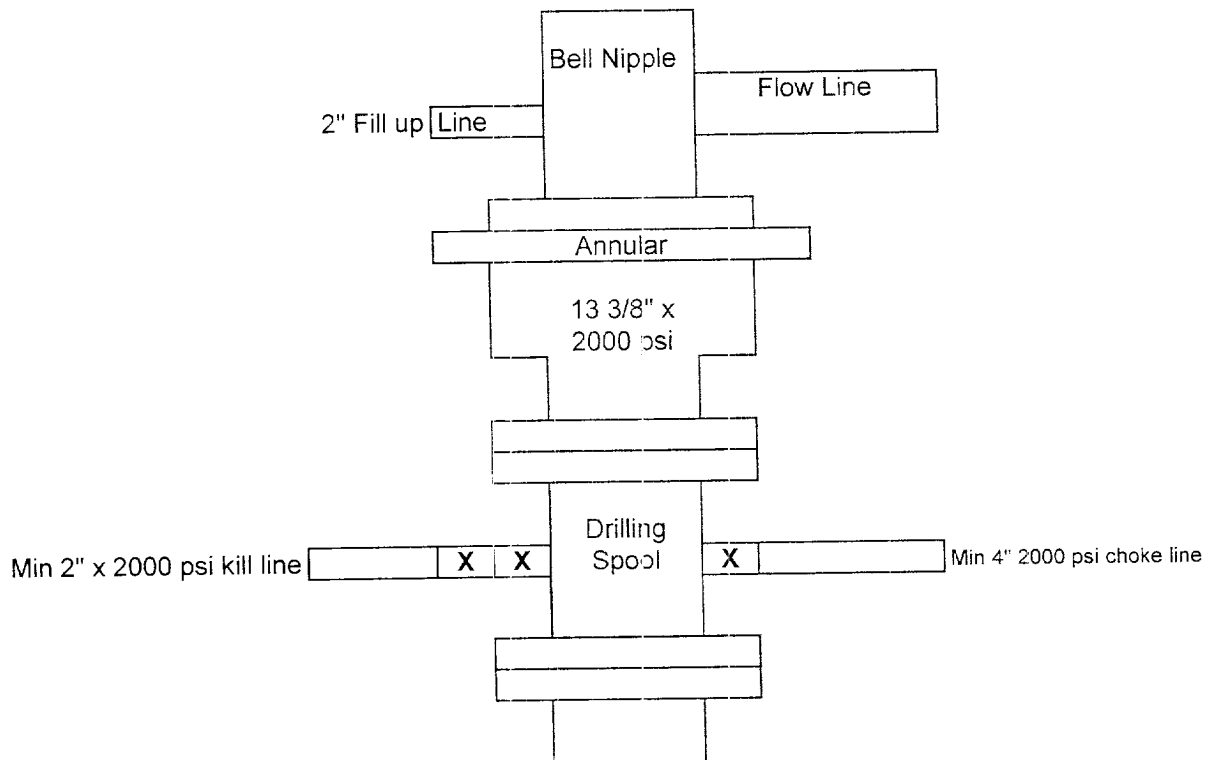 Bell Nipple
Flow Line
2" Fill up Line
Annular
13 3/8" x
2000 psi
Drilling
Spool
Min 2" x 2000 psi kill line
X X
X
Min 4" 2000 psi choke line